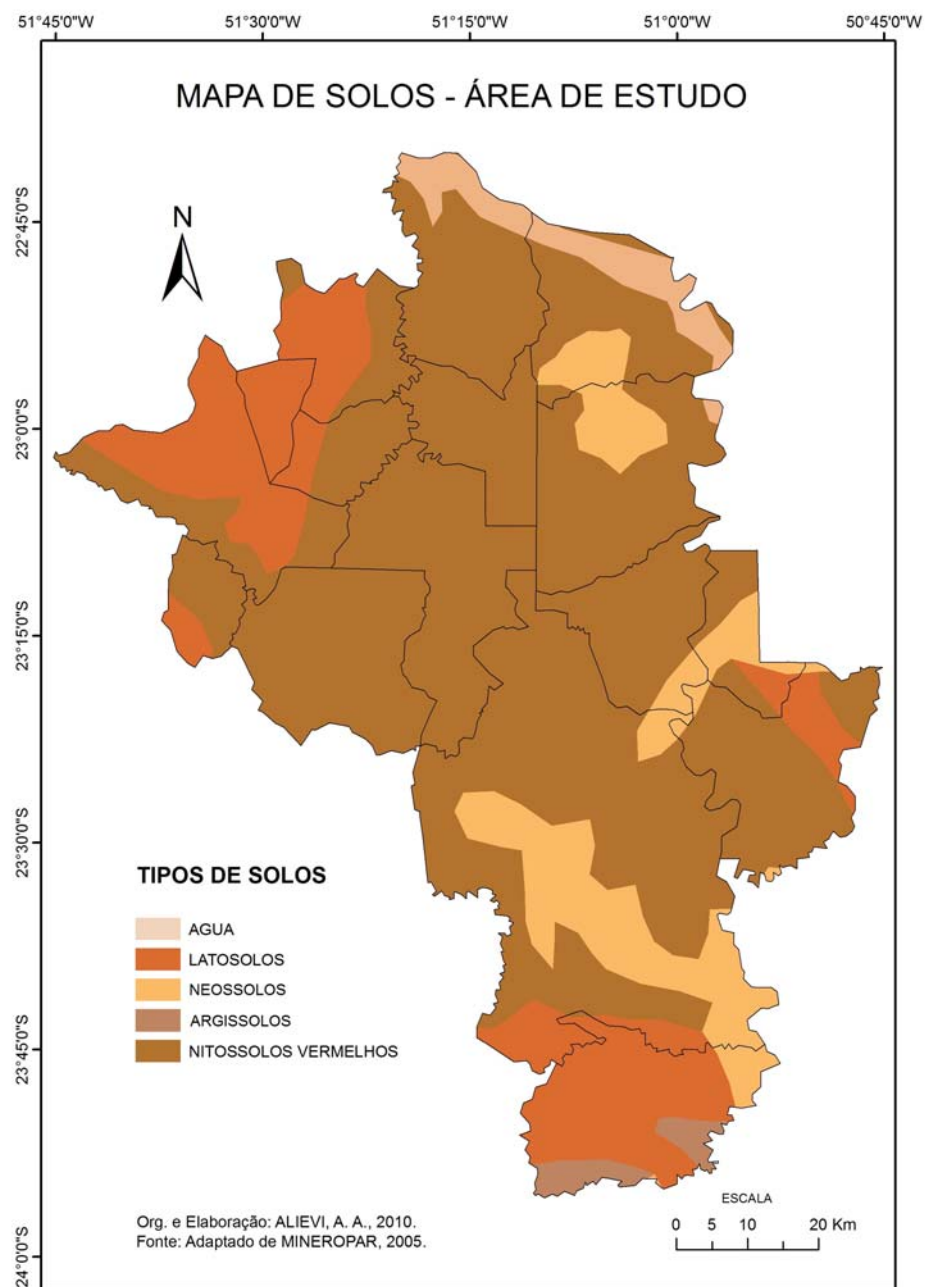 51°45'0"W 51°30'0"W 51°15'0"W 51°00'0"W 50°45'0"W
MAPA DE SOLOS - ÁREA DE ESTUDO
N
22°45'0"S
23°0'0"S
23°15'0"S
23°30'0"S
23°45'0"S
24°0'0"S
TIPOS DE SOLOS
AGUA
LATOSOLOS
NEOSSOLOS
ARGISSOLOS
NITOSSOLOS VERMELHOS
Org. e Elaboração: ALIEVI, A. A., 2010.
Fonte: Adaptado de MINEROPAR, 2005.
ESCALA
0 5 10 20 Km